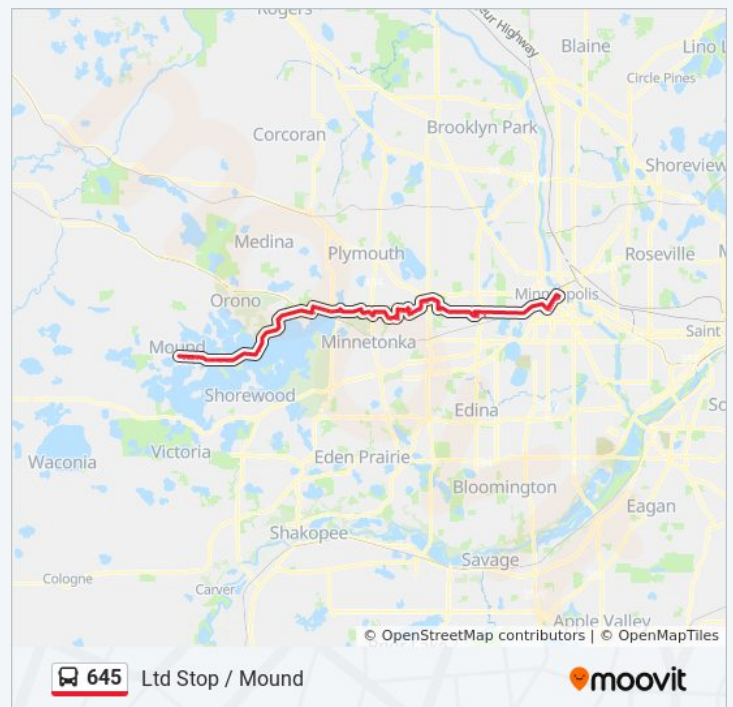 Rogers
eur Highway
Blaine
Lino L
Circle Pines
Corcoran
Brooklyn Park
Shoreview
Medina
Plymouth
Roseville
Orono
Minneapolis
Saint
Mound
Minnetonka
Shorewood
Edina
Victoria
Waconia
Eden Prairie
Bloomington
Eagan
Shakopee
Savage
Cologne
Carver
Apple Valley
© OpenStreetMap contributors | © OpenMapTiles
645 Ltd Stop / Mound
moovit